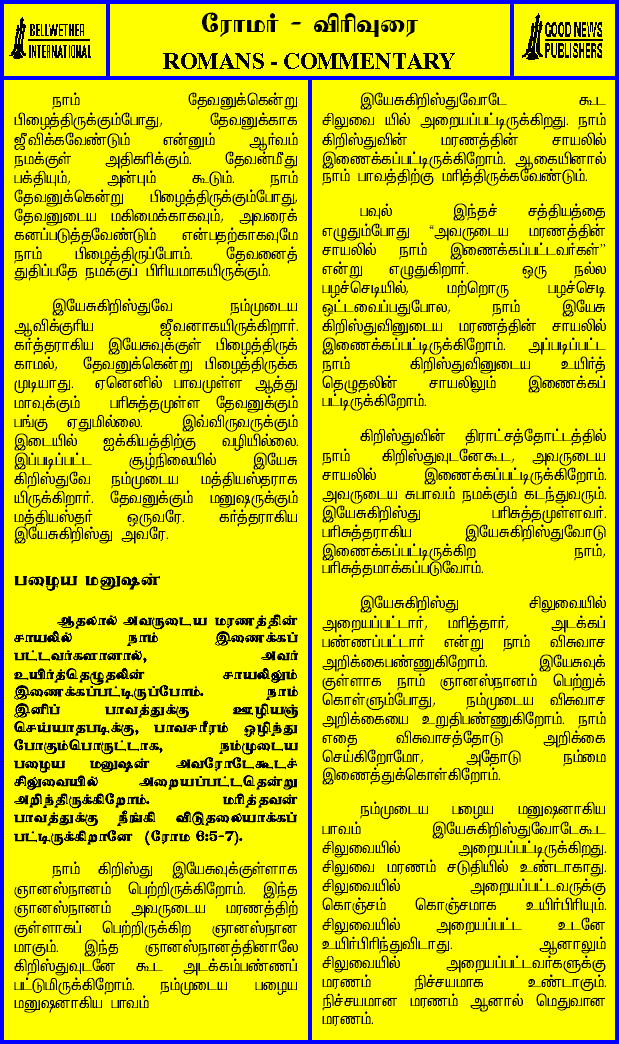 BELLWETHER
INTERNATIONAL
ரோமர் - விரிவுரை
ROMANS - COMMENTARY
GOOD NEWS
PUBLISHERS
நாம் தேவனுக்கென்று
பிழைத்திருக்கும்போது, தேவனுக்காக
ஜீவிக்கவேண்டும் என்னும் ஆர்வம்
நமக்குள் அதிகரிக்கும். தேவன்மீது
பக்தியும், அன்பும் கூடும். நாம்
தேவனுக்கென்று பிழைத்திருக்கும்போது,
தேவனுடைய மகிமைக்காகவும், அவரைக்
கனப்படுத்தவேண்டும் என்பதற்காகவுமே
நாம் பிழைத்திருப்போம். தேவனைத்
துதிப்பதே நமக்குப் பிரியமாகயிருக்கும்.
இயேசுகிறிஸ்துவே நம்முடைய
ஆவிக்குரிய ஜீவனாகயிருக்கிறார்.
கர்த்தராகிய இயேசுவுக்குள் பிழைத்திருக்
காமல், தேவனுக்கென்று பிழைத்திருக்க
முடியாது. ஏனெனில் பாவமுள்ள ஆத்து
மாவுக்கும் பரிசுத்தமுள்ள தேவனுக்கும்
பங்கு ஏதுமில்லை. இவ்விருவருக்கும்
இடையில் ஐக்கியத்திற்கு வழியில்லை.
இப்படிப்பட்ட சூழ்நிலையில் இயேசு
கிறிஸ்துவே நம்முடைய மத்தியஸ்தராக
யிருக்கிறார். தேவனுக்கும் மனுஷருக்கும்
மத்தியஸ்தர் ஒருவரே. கர்த்தராகிய
இயேசுகிறிஸ்து அவரே.
பழைய மனுஷன்
ஆதலால் அவருடைய மரணத்தின்
சாயலில் நாம் இணைக்கப்
பட்டவர்களானால், அவர்
உயிர்த்தெழுதலின் சாயலிலும்
இணைக்கப்பட்டிருப்போம். நாம்
இனிப் பாவத்துக்கு ஊழியஞ்
செய்யாதபடிக்கு, பாவசரீரம் ஒழிந்து
போகும்பொருட்டாக, நம்முடைய
பழைய மனுஷன் அவரோடேகூடச்
சிலுவையில் அறையப்பட்டதென்று
அறிந்திருக்கிறோம். மரித்தவன்
பாவத்துக்கு நீங்கி விடுதலையாக்கப்
பட்டிருக்கிறானே (ரோம 6:5-7).
நாம் கிறிஸ்து இயேசுவுக்குள்ளாக
ஞானஸ்நானம் பெற்றிருக்கிறோம். இந்த
ஞானஸ்நானம் அவருடைய மரணத்திற்
குள்ளாகப் பெற்றிருக்கிற ஞானஸ்நான
மாகும். இந்த ஞானஸ்நானத்தினாலே
கிறிஸ்துவுடனே கூட அடக்கம்பண்ணப்
பட்டுமிருக்கிறோம். நம்முடைய பழைய
மனுஷனாகிய பாவம்
இயேசுகிறிஸ்துவோடே கூட
சிலுவை யில் அறையப்பட்டிருக்கிறது. நாம்
கிறிஸ்துவின் மரணத்தின் சாயலில்
இணைக்கப்பட்டிருக்கிறோம். ஆகையினால்
நாம் பாவத்திற்கு மரித்திருக்கவேண்டும்.
பவுல் இந்தச் சத்தியத்தை
எழுதும்போது “அவருடைய மரணத்தின்
சாயலில் நாம் இணைக்கப்பட்டவர்கள்”
என்று எழுதுகிறார். ஒரு நல்ல
பழச்செடியில், மற்றொரு பழச்செடி
ஒட்டவைப்பதுபோல, நாம் இயேசு
கிறிஸ்துவினுடைய மரணத்தின் சாயலில்
இணைக்கப்பட்டிருக்கிறோம். அப்படிப்பட்ட
நாம் கிறிஸ்துவினுடைய உயிர்த்
தெழுதலின் சாயலிலும் இணைக்கப்
பட்டிருக்கிறோம்.
கிறிஸ்துவின் திராட்சத்தோட்டத்தில்
நாம் கிறிஸ்துவுடனேகூட, அவருடைய
சாயலில் இணைக்கப்பட்டிருக்கிறோம்.
அவருடைய சுபாவம் நமக்கும் கடந்துவரும்.
இயேசுகிறிஸ்து பரிசுத்தமுள்ளவர்.
பரிசுத்தராகிய இயேசுகிறிஸ்துவோடு
இணைக்கப்பட்டிருக்கிற நாம்,
பரிசுத்தமாக்கப்படுவோம்.
இயேசுகிறிஸ்து சிலுவையில்
அறையப்பட்டார், மரித்தார், அடக்கப்
பண்ணப்பட்டார் என்று நாம் விசுவாச
அறிக்கைபண்ணுகிறோம். இயேசுவுக்
குள்ளாக நாம் ஞானஸ்நானம் பெற்றுக்
கொள்ளும்போது, நம்முடைய விசுவாச
அறிக்கையை உறுதிபண்ணுகிறோம். நாம்
எதை விசுவாசத்தோடு அறிக்கை
செய்கிறோமோ, அதோடு நம்மை
இணைத்துக்கொள்கிறோம்.
நம்முடைய பழைய மனுஷனாகிய
பாவம் இயேசுகிறிஸ்துவோடேகூட
சிலுவையில் அறையப்பட்டிருக்கிறது.
சிலுவை மரணம் சடுதியில் உண்டாகாது.
சிலுவையில் அறையப்பட்டவருக்கு
கொஞ்சம் கொஞ்சமாக உயிர்பிரியும்.
சிலுவையில் அறையப்பட்ட உடனே
உயிர்பிரிந்துவிடாது. ஆனாலும்
சிலுவையில் அறையப்பட்டவர்களுக்கு
மரணம் நிச்சயமாக உண்டாகும்.
நிச்சயமான மரணம் ஆனால் மெதுவான
மரணம்.